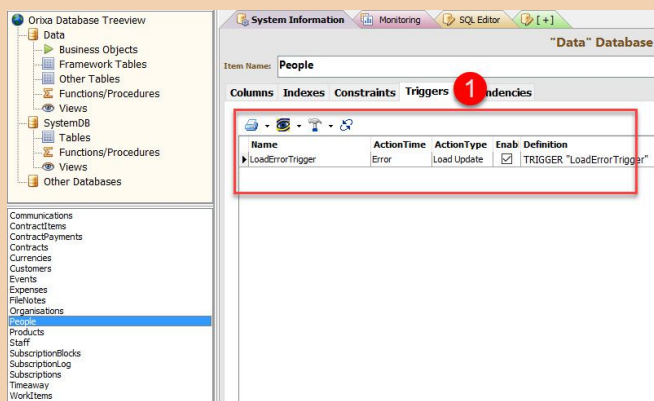 Orixa Database Treeview
Data
Business Objects
Framework Tables
Other Tables
Functions/Procedures
Views
SystemDB
Tables
Functions/Procedures
Views
Other Databases
Communications
ContractItems
ContractPayments
Contracts
Currencies
Customers
Events
Expenses
FileNotes
Organisations
People
Products
Staff
SubscriptionBlocks
SubscriptionLog
Subscriptions
Timeaway
WorkItems
System Information Monitoring SQL Editor [+]
"Data" Database
Item Name: People
Columns Indexes Constraints Triggers 1 ndencies
Name ActionTime ActionType Enab Definition
LoadErrorTrigger Error Load Update TRIGGER "LoadErrorTrigger"